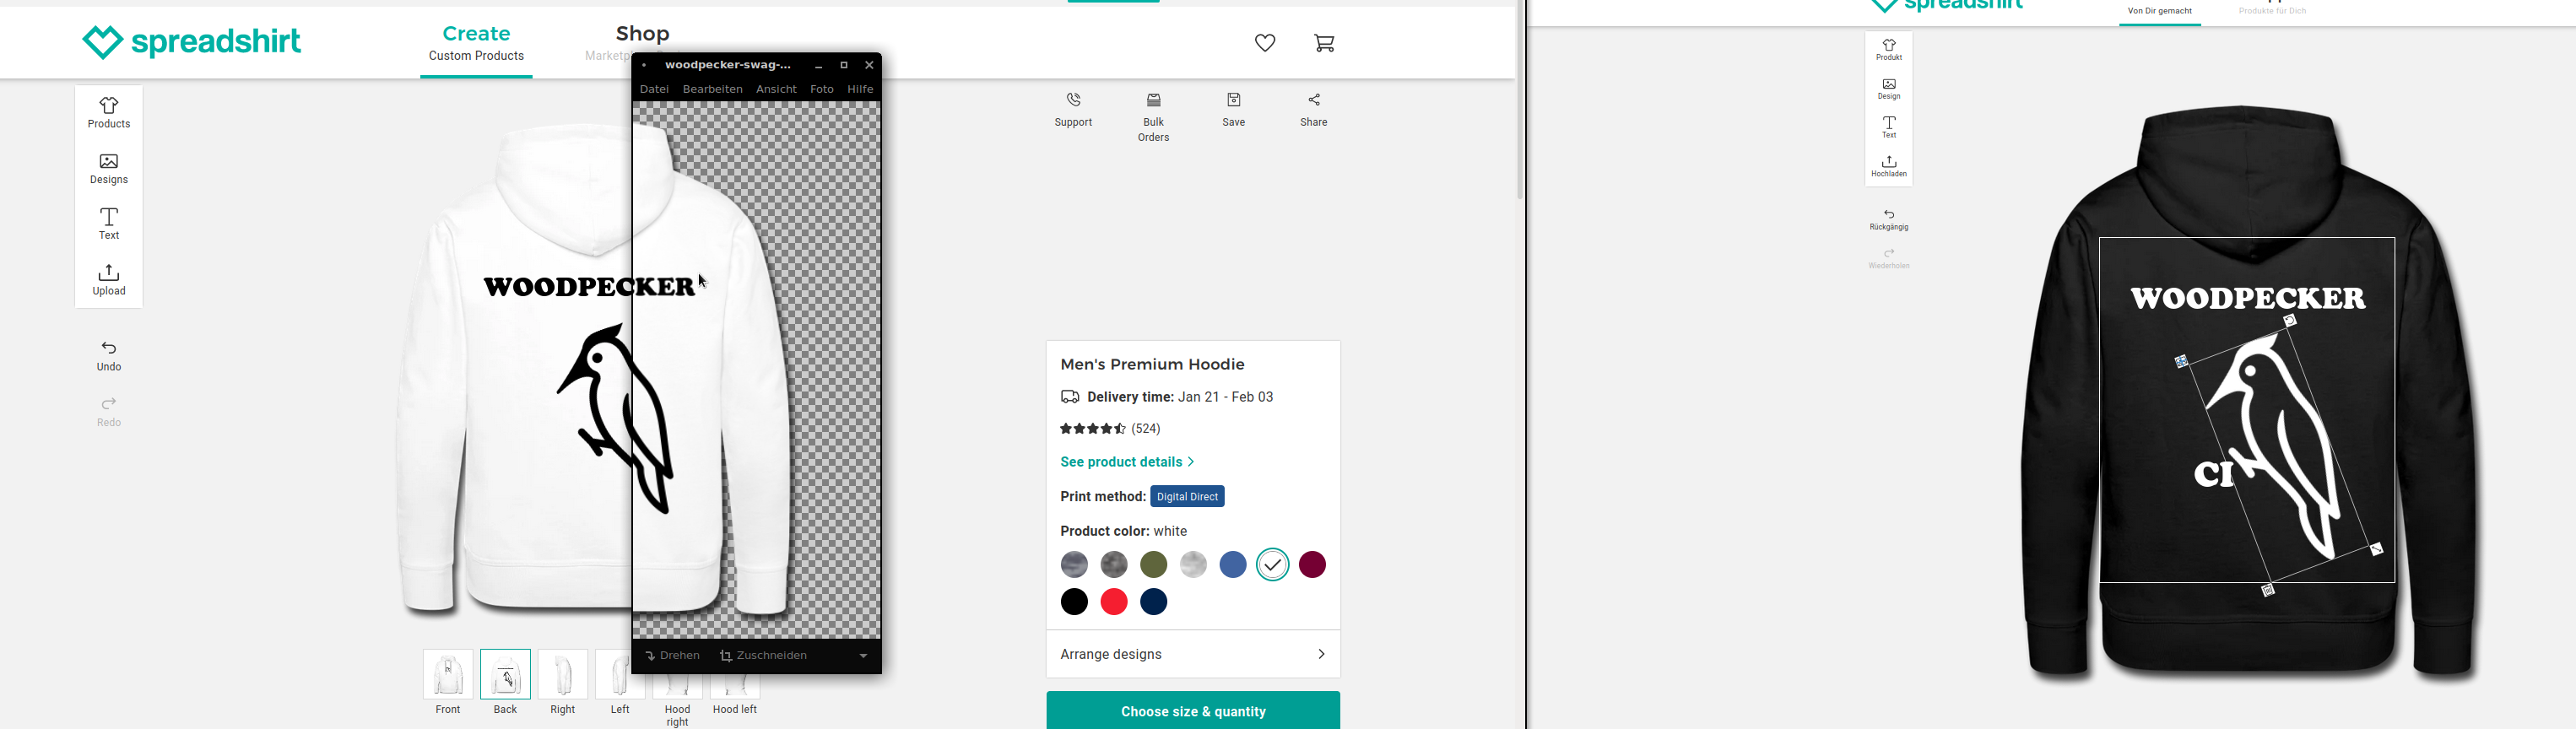 spreadshirt
Create
Custom Products
Shop
woodpecker-swag-...
Datei Bearbeiten Ansicht Foto Hilfe
Products
Designs
Text
Upload
Undo
Redo
WOODPECKER
Drehen Zuschneiden
Front
Back
Right
Left
Hood right
Hood left
Support
Bulk
Orders
Save
Share
Men's Premium Hoodie
Delivery time: Jan 21 - Feb 03
(524)
See product details
Print method: Digital Direct
Product color: white
Arrange designs
Choose size & quantity
spreadshirt
Von Dir gemacht
Produkte für Dich
Produkt
Design
Text
Hochladen
Rückgängig
Wiederholen
WOODPECKER
CI